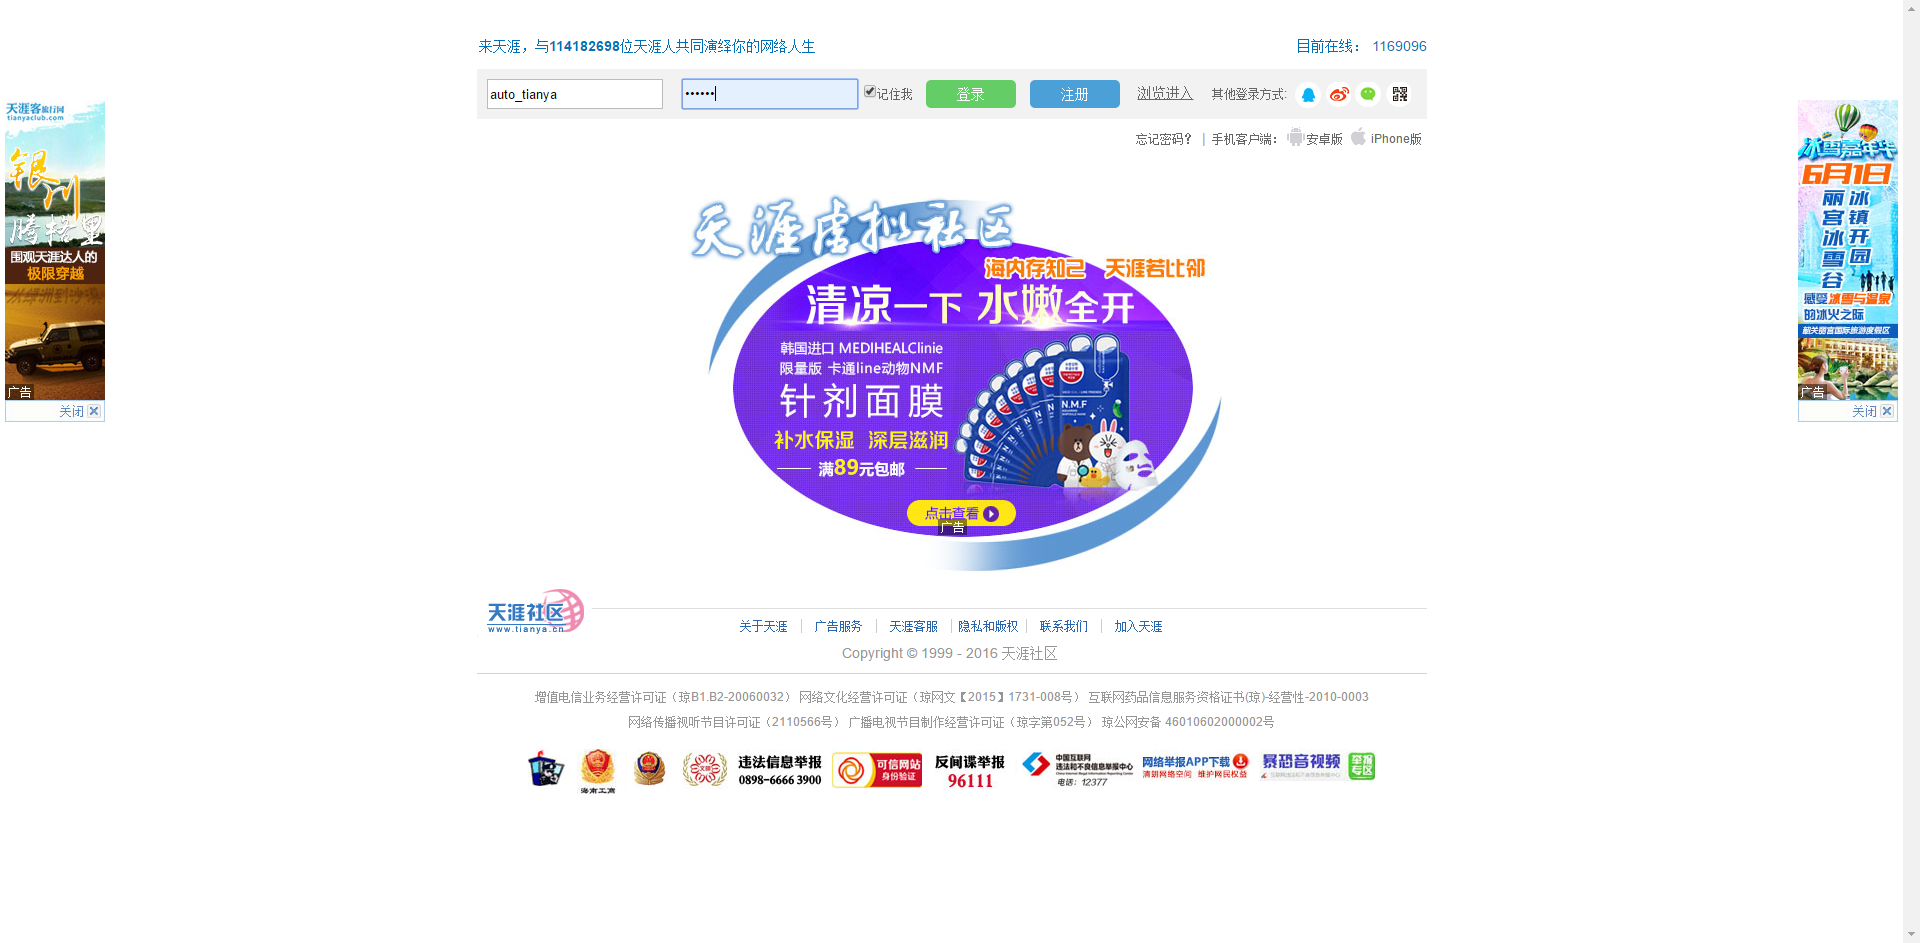 来天涯，与114182698位天涯人共同演绎你的网络人生
目前在线： 1169096
auto_tianya
••••••
记住我
登录
注册
浏览进入
其他登录方式:
忘记密码？ | 手机客户端： 安卓版 iPhone版
天涯客旅行网
tianyaclub.com
银川
腾格里
围观天涯达人的
极限穿越
广告
关闭
天涯虚拟社区
海内存知己 天涯若比邻
清凉一下 水嫩全开
韩国进口 MEDIHEALClinie
限量版 卡通line动物NMF
针剂面膜
补水保湿 深层滋润
满89元包邮
N.M.F
点击查看
广告
冰雪嘉年华
6月1日
冰镇开园
丽宫冰雪谷
感受冰雪与温泉
的冰火之际
韶关丽宫国际旅游度假区
广告
关闭
天涯社区
www.tianya.cn
关于天涯 | 广告服务 | 天涯客服 | 隐私和版权 | 联系我们 | 加入天涯
Copyright © 1999 - 2016 天涯社区
增值电信业务经营许可证（琼B1.B2-20060032） 网络文化经营许可证（琼网文【2015】1731-008号） 互联网药品信息服务资格证书(琼)-经营性-2010-0003
网络传播视听节目许可证（2110566号） 广播电视节目制作经营许可证（琼字第052号） 琼公网安备 46010602000002号
海南工商
违法信息举报
0898-6666 3900
可信网站
身份验证
反间谍举报
96111
中国互联网
违法和不良信息举报中心
电话：12377
网络举报APP下载
清朗网络空间 维护网民权益
暴恐音视频
举报专区